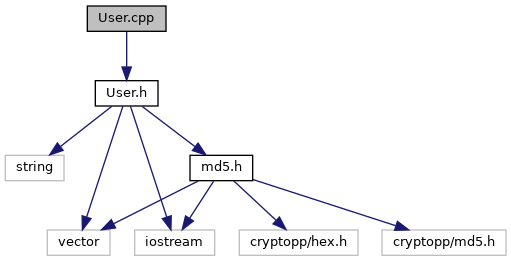 User.cpp
User.h
string
md5.h
vector
iostream
cryptopp/hex.h
cryptopp/md5.h